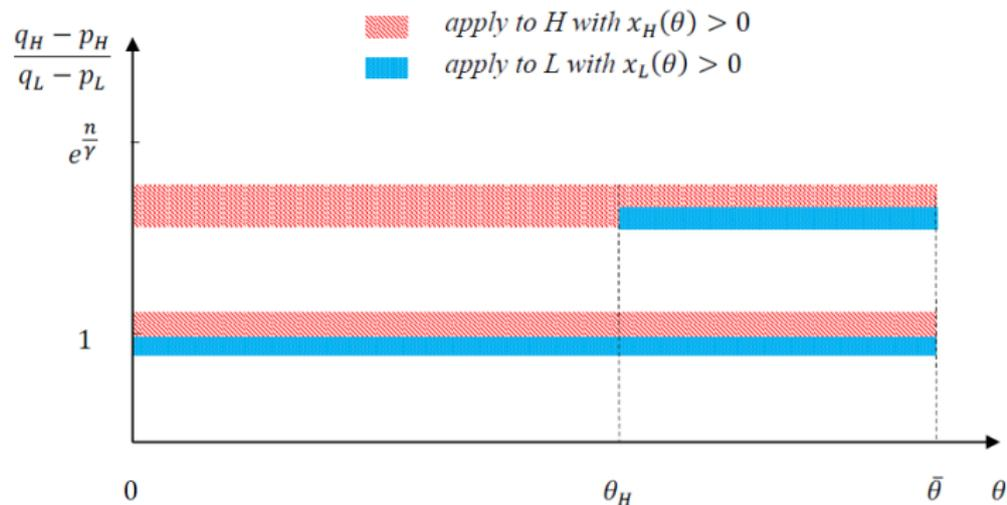 apply to H with x_H(θ) > 0
q_H − p_H
q_L − p_L
apply to L with x_L(θ) > 0
e^{n/γ}
1
0
θ_H
θ̄
θ